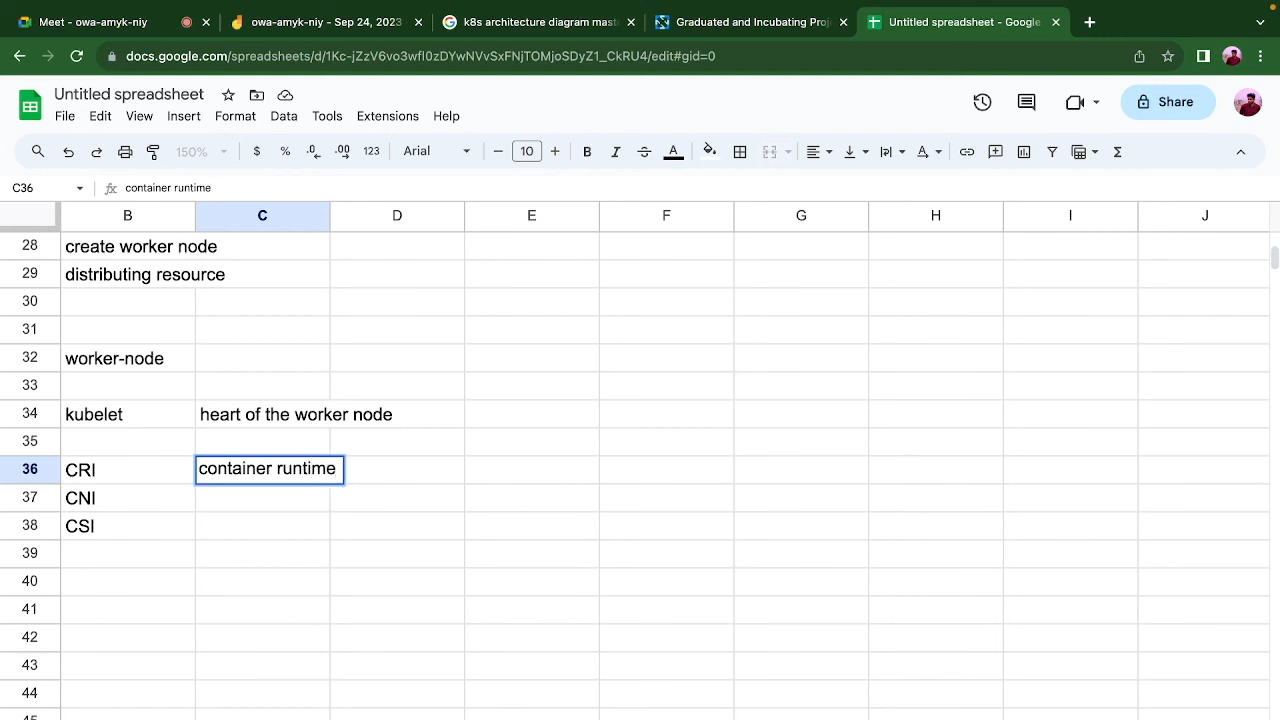 Meet - owa-amyk-niy
owa-amyk-niy - Sep 24, 2023
k8s architecture diagram mast
Graduated and Incubating Proj
Untitled spreadsheet - Google
docs.google.com/spreadsheets/d/1Kc-jZzV6vo3wfl0zDYwNVvSxFNjTOMjoSDyZ1_CkRU4/edit#gid=0
Untitled spreadsheet
File Edit View Insert Format Data Tools Extensions Help
Share
150% $ % .0 .00 123 Arial 10 B I A
C36 fx container runtime
B C D E F G H I J
28 create worker node
29 distributing resource
30
31
32 worker-node
33
34 kubelet heart of the worker node
35
36 CRI container runtime
37 CNI
38 CSI
39
40
41
42
43
44
45